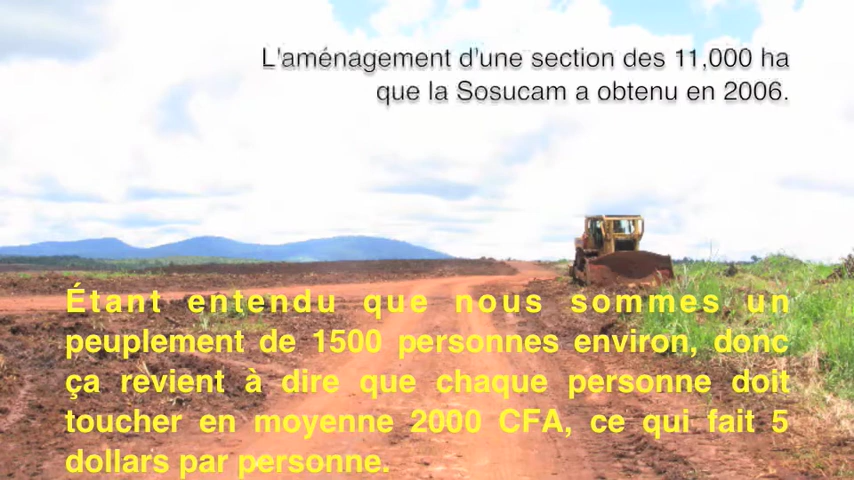 L'aménagement d'une section des 11,000 ha
que la Sosucam a obtenu en 2006.
Étant entendu que nous sommes un
peuplement de 1500 personnes environ, donc
ça revient à dire que chaque personne doit
toucher en moyenne 2000 CFA, ce qui fait 5
dollars par personne.